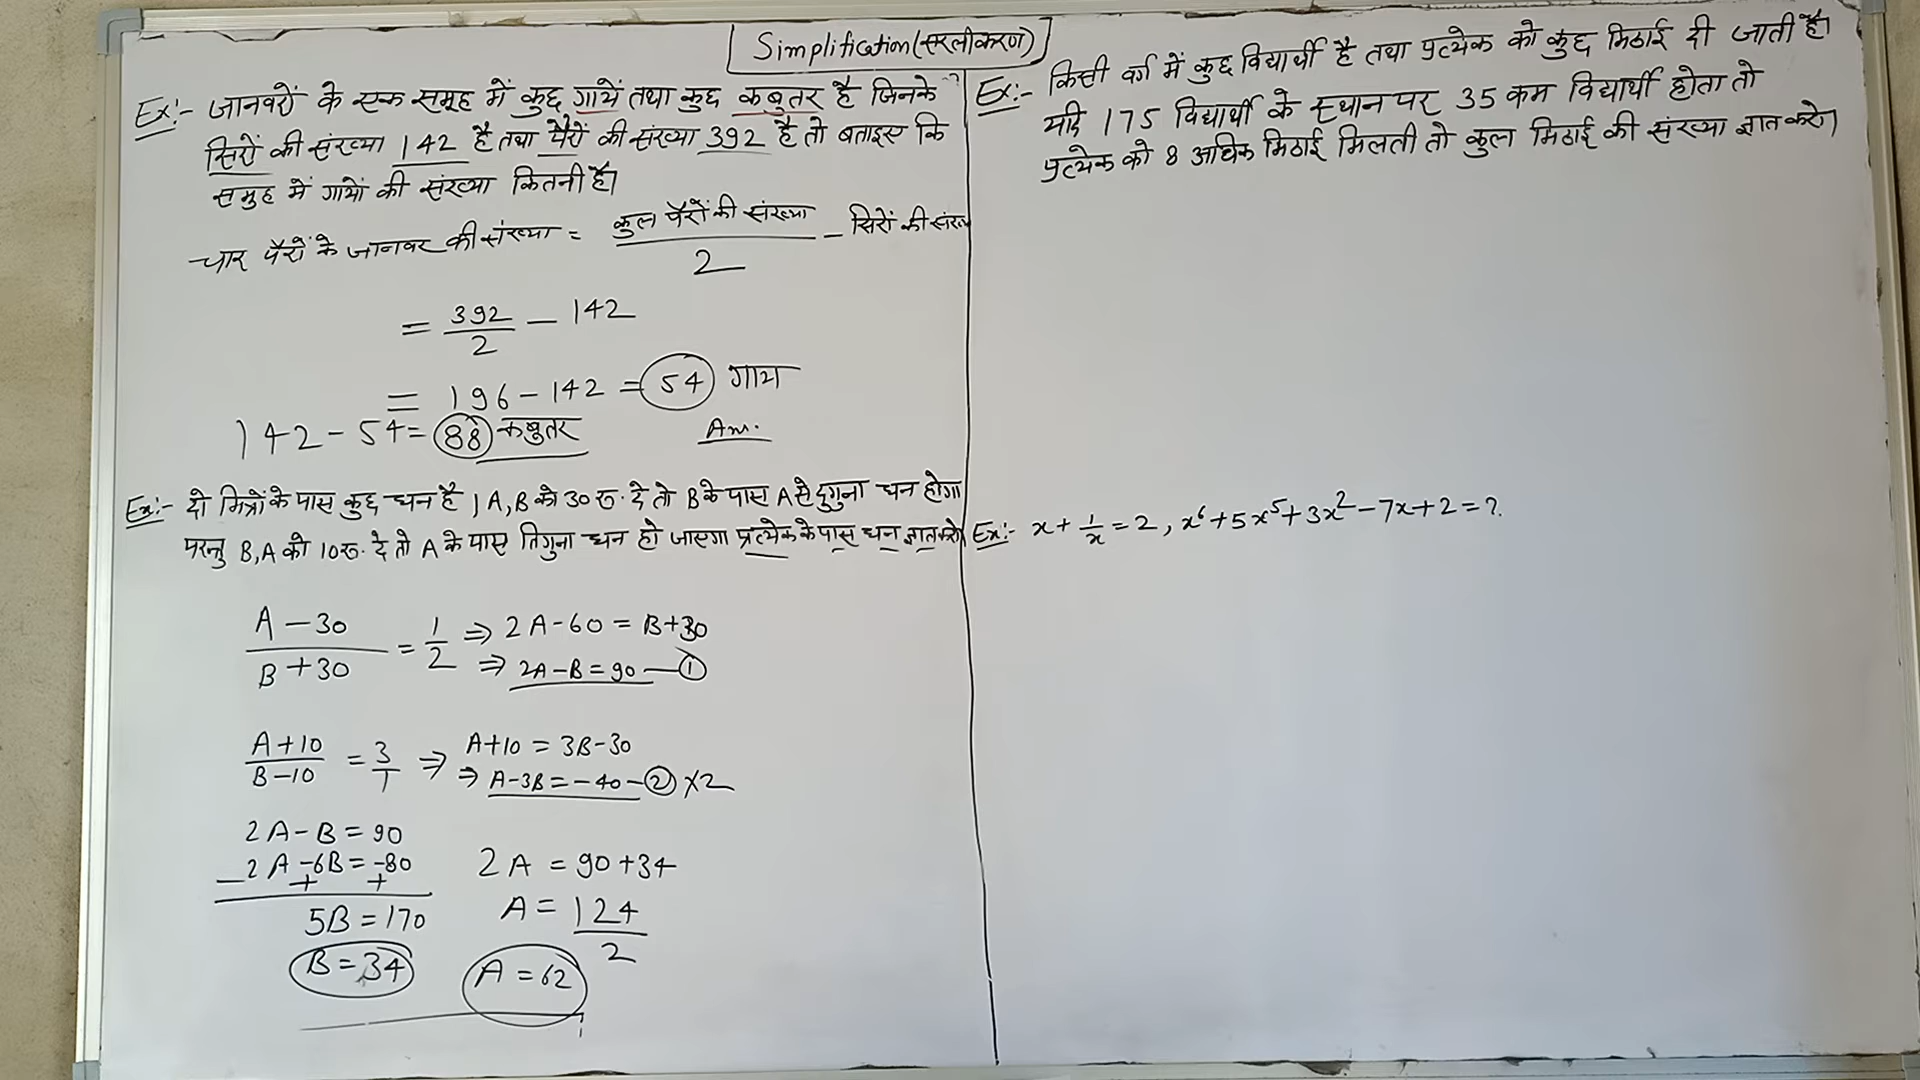 Simplification(सरलीकरण)
Ex:- जानवरों के एक समूह में कुछ गायें तथा कुछ कबुतर है जिनके
सिरों की संख्या 142 है तथा पैरों की संख्या 392 है तो बताइए कि
समुह में गायों की संख्या कितनी है।
चार पैरों के जानवर की संख्या = कुल पैरों की संख्या / 2 - सिरों की संख्य
= 392/2 - 142
= 196 - 142 = 54 गाय
142 - 54 = 88 कबुतर
Ans.
Ex:- दो मित्रों के पास कुछ धन है । A, B को 30 रु. दे तो B के पास A से दुगुना धन होगा
परन्तु B, A को 10 रु. दे तो A के पास तिगुना धन हो जाएगा प्रत्येक के पास धन ज्ञात करो।
A - 30 / B + 30 = 1/2 ⇒ 2A - 60 = B + 30
⇒ 2A - B = 90 — ①
A + 10 / B - 10 = 3/1 ⇒ A + 10 = 3B - 30
⇒ A - 3B = -40 - ② × 2
2A - B = 90
2A - 6B = -80
- + +
5B = 170
B = 34
2A = 90 + 34
A = 124/2
A = 62
Ex:- किसी वर्ग में कुछ विद्यार्थी है तथा प्रत्येक को कुछ मिठाई दी जाती है।
यदि 175 विद्यार्थी के स्थान पर 35 कम विद्यार्थी होता तो
प्रत्येक को 8 अधिक मिठाई मिलती तो कुल मिठाई की संख्या ज्ञात करो।
Ex:- x + 1/x = 2, x⁶ + 5x⁵ + 3x² - 7x + 2 = ?